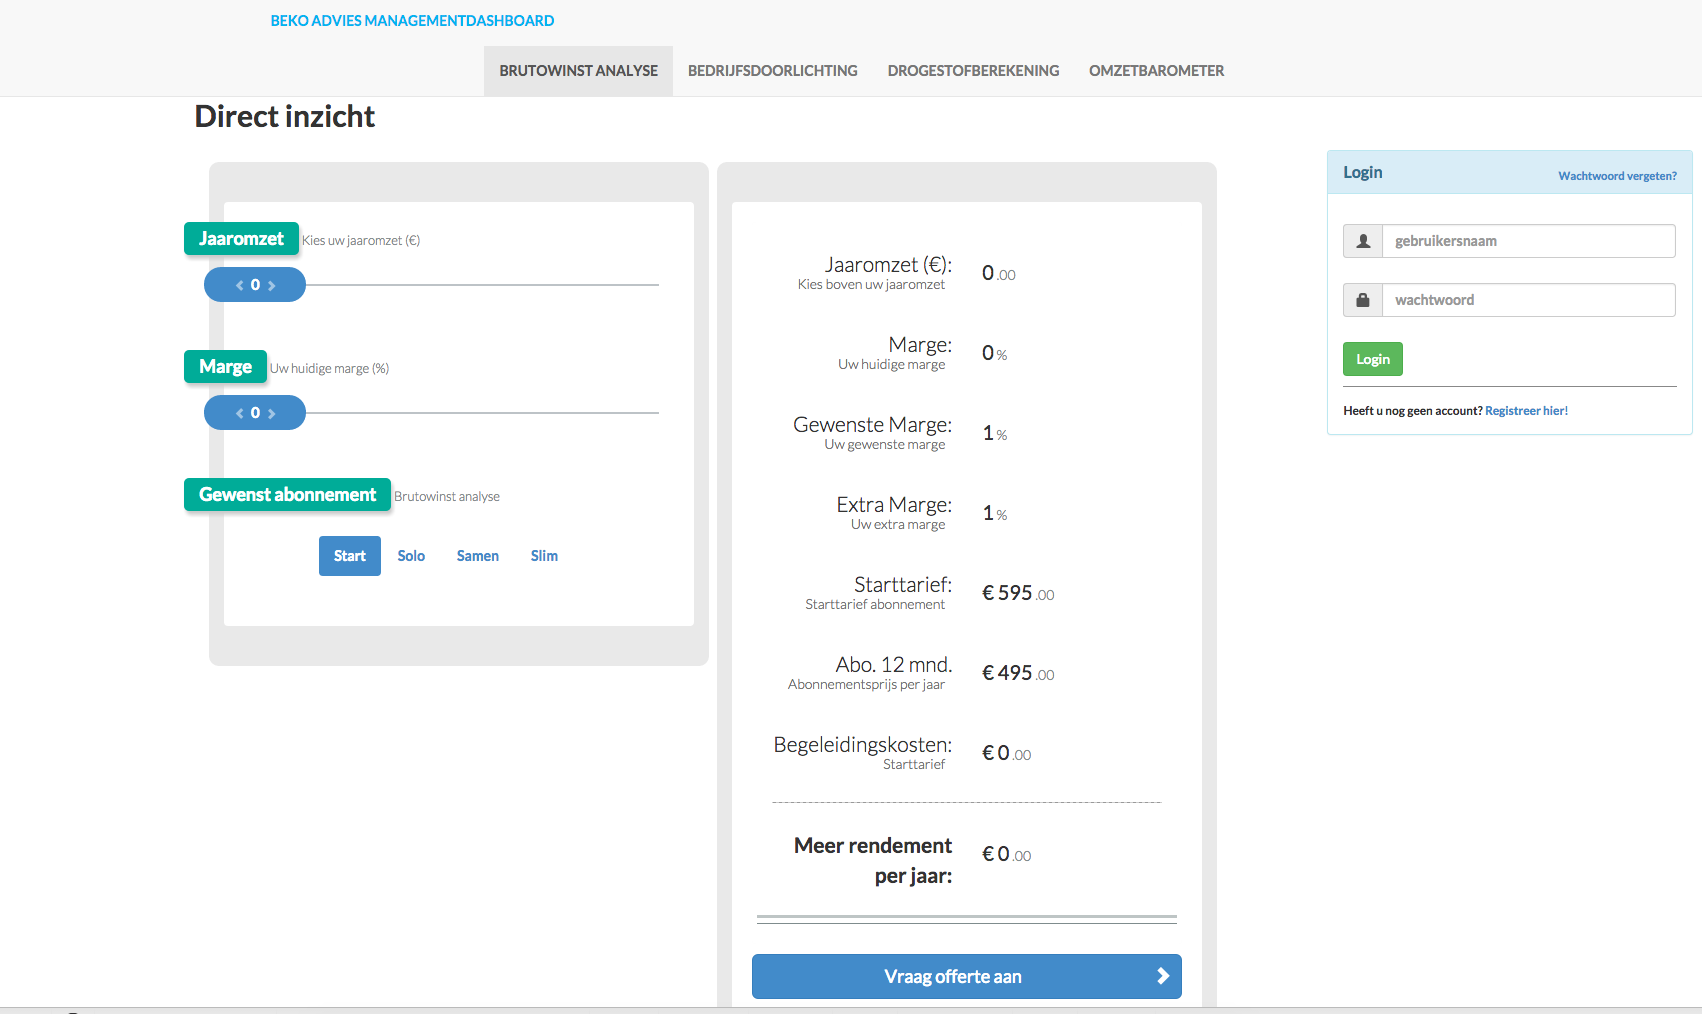 BEKO ADVIES MANAGEMENTDASHBOARD
BRUTOWINST ANALYSE BEDRIJFSDOORLICHTING DROGESTOFBEREKENING OMZETBAROMETER
Direct inzicht
Jaaromzet Kies uw jaaromzet (€)
0
Marge Uw huidige marge (%)
0
Gewenst abonnement Brutowinst analyse
Start Solo Samen Slim
Jaaromzet (€): 0.00
Kies boven uw jaaromzet
Marge: 0 %
Uw huidige marge
Gewenste Marge: 1 %
Uw gewenste marge
Extra Marge: 1 %
Uw extra marge
Starttarief: € 595.00
Starttarief abonnement
Abo. 12 mnd. € 495.00
Abonnementsprijs per jaar
Begeleidingskosten: € 0.00
Starttarief
Meer rendement
per jaar: € 0.00
Vraag offerte aan
Login Wachtwoord vergeten?
gebruikersnaam
wachtwoord
Login
Heeft u nog geen account? Registreer hier!